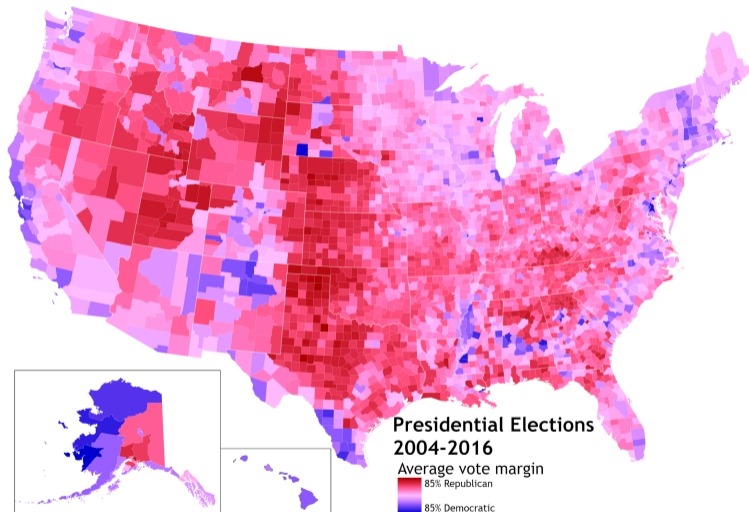 Presidential Elections
2004-2016
Average vote margin
85% Republican
85% Democratic